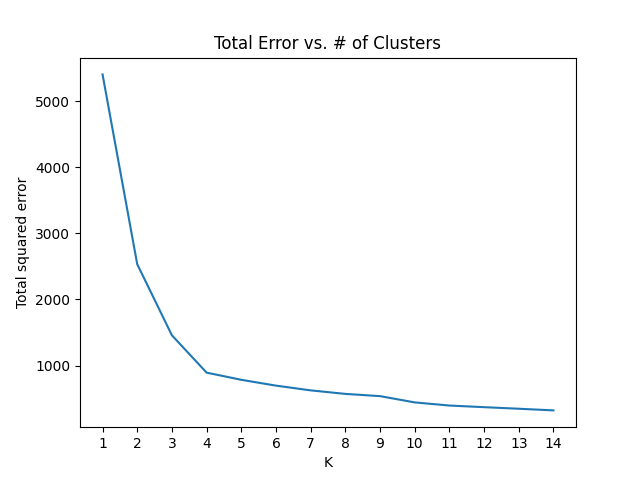 Total Error vs. # of Clusters
Total squared error
5000
4000
3000
2000
1000
1 2 3 4 5 6 7 8 9 10 11 12 13 14
K